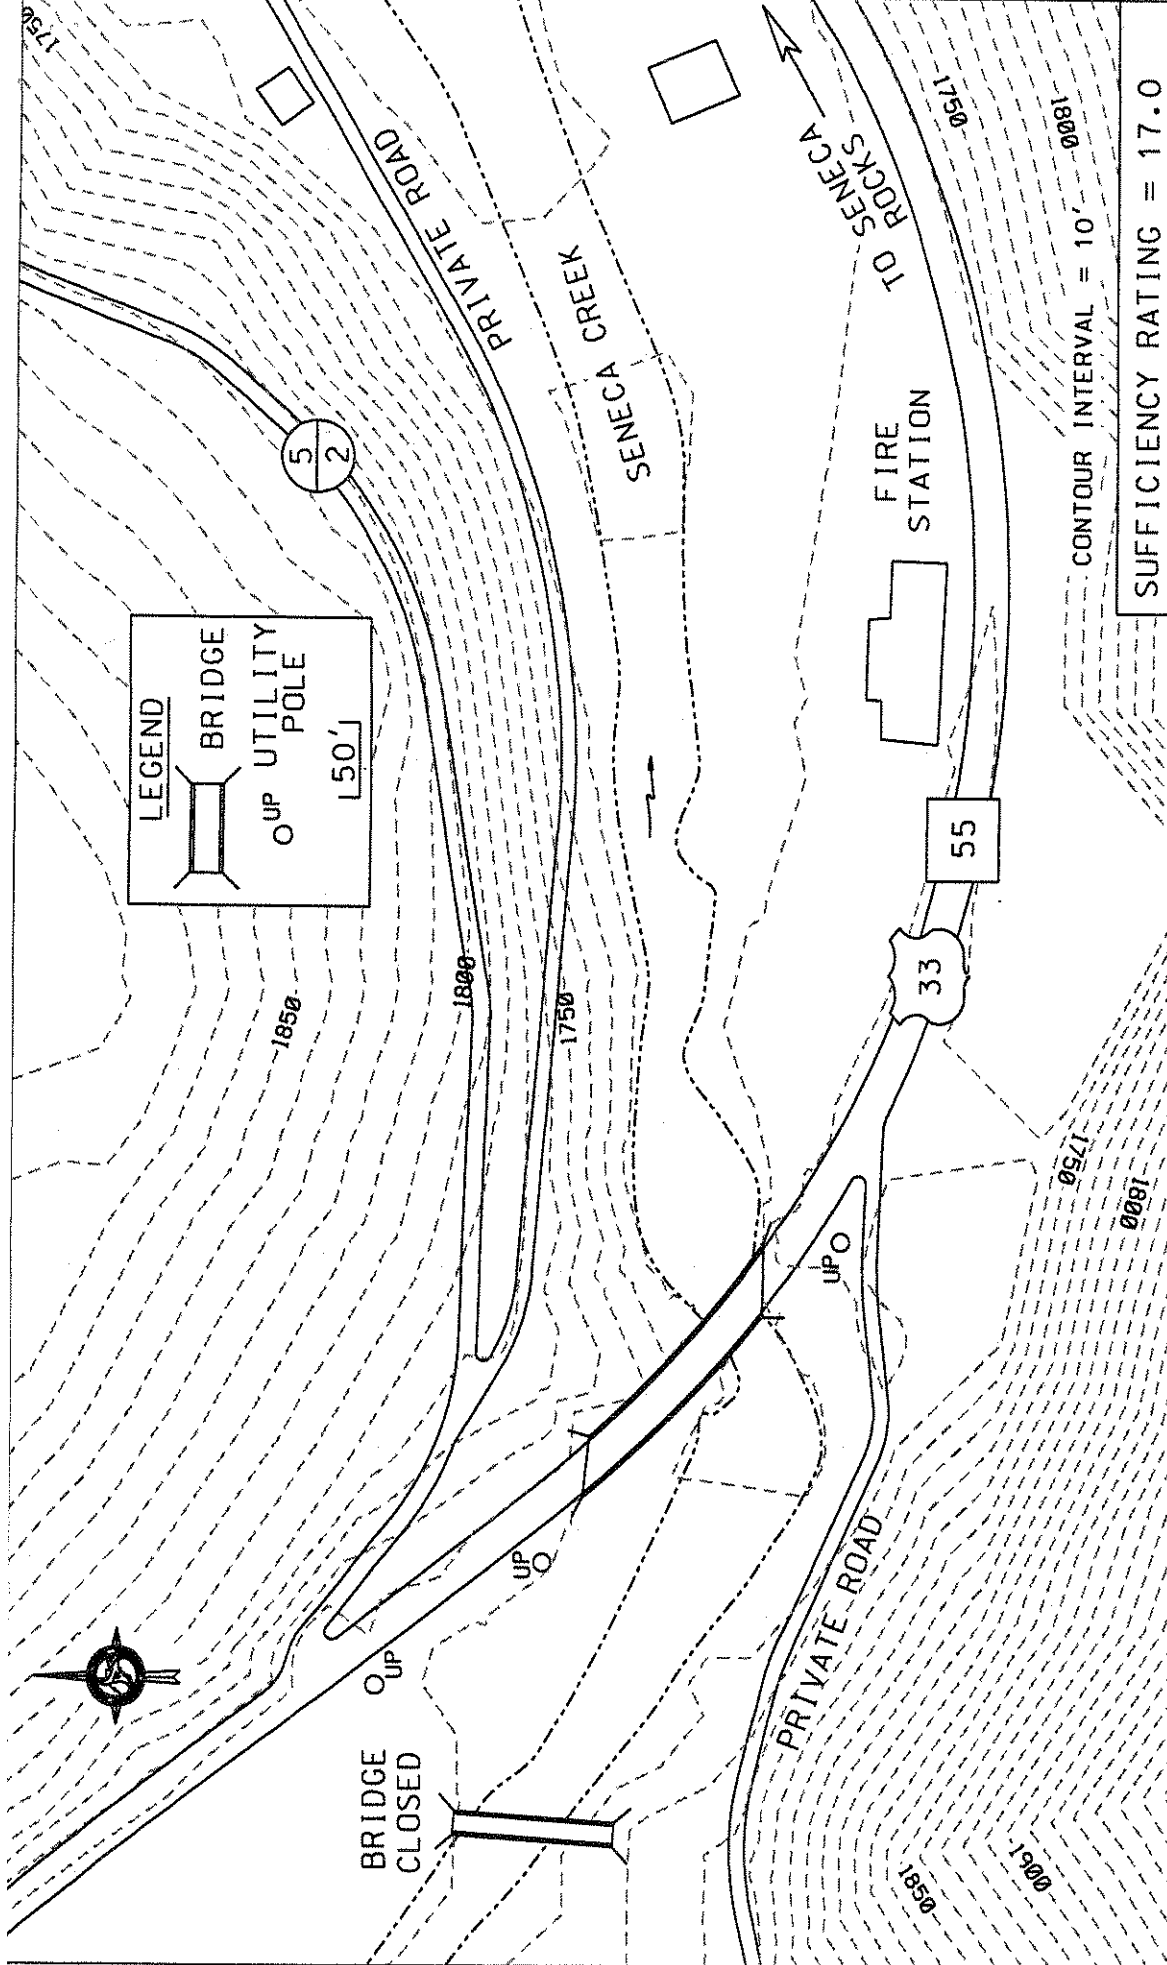 LEGEND
BRIDGE
UP
UTILITY
POLE
50'
1750
PRIVATE ROAD
5
2
SENECA CREEK
TO SENECA
ROCKS
1750
1800
FIRE
STATION
CONTOUR INTERVAL = 10'
SUFFICIENCY RATING = 17.0
1850
1800
1750
55
33
1750
1800
UP
UP
UP
BRIDGE
CLOSED
PRIVATE ROAD
1850
1900